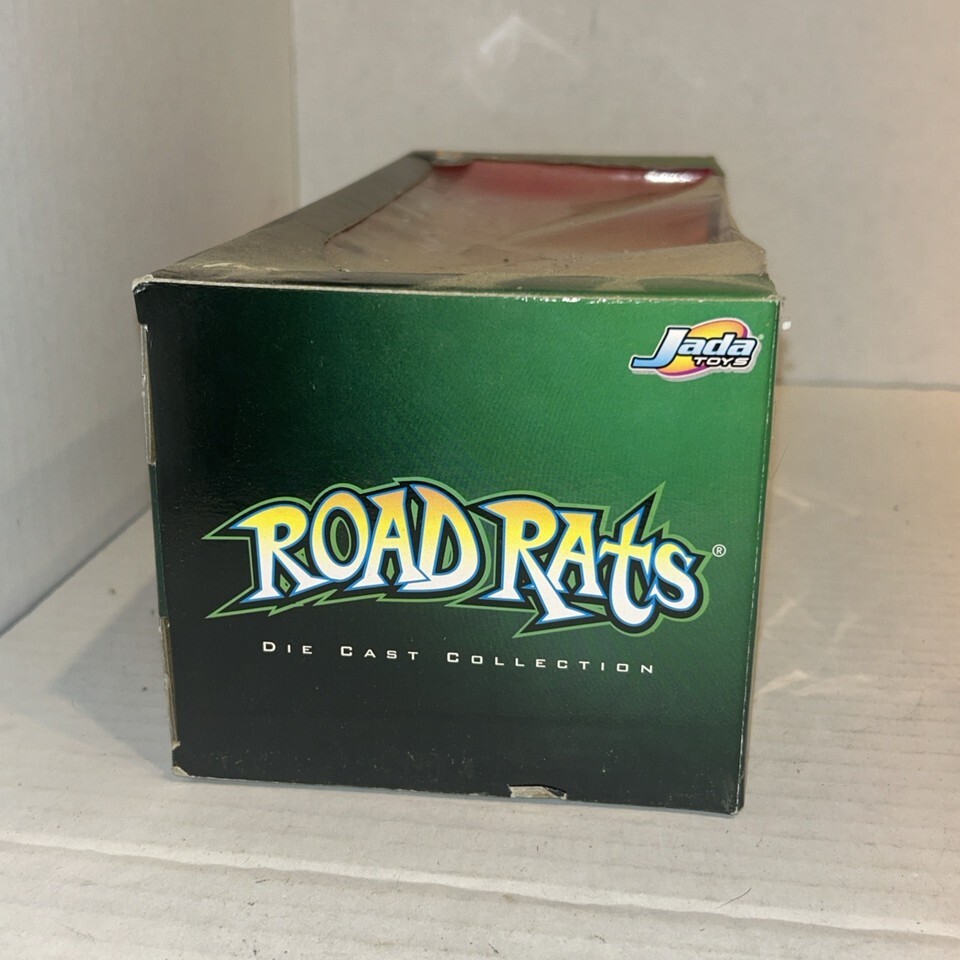 Jada
TOYS
ROAD RATS ®
DIE CAST COLLECTION